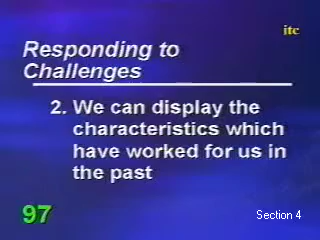 itc
Responding to
Challenges
2. We can display the
characteristics which
have worked for us in
the past
97
Section 4